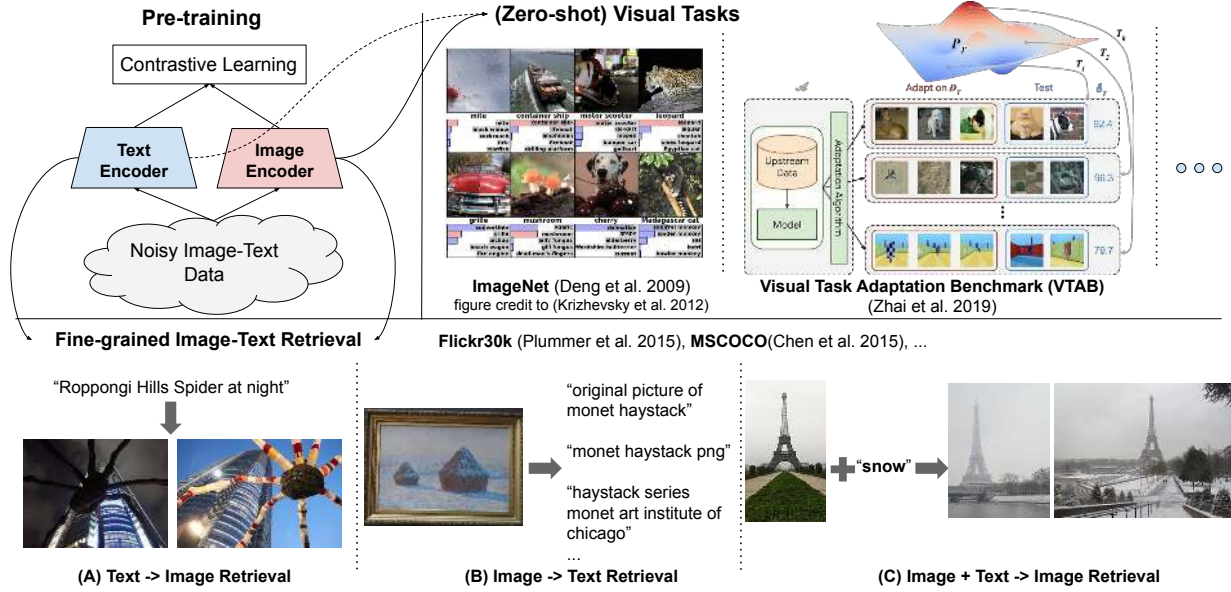 Pre-training
Contrastive Learning
Text
Encoder
Image
Encoder
Noisy Image-Text
Data
(Zero-shot) Visual Tasks
mite
container ship
motor scooter
leopard
grille
mushroom
cherry
Madagascar cat
ImageNet (Deng et al. 2009)
figure credit to (Krizhevsky et al. 2012)
Adapt on
Test
Upstream
Data
Model
Adaptation Algorithm
92.4
96.3
79.7
Visual Task Adaptation Benchmark (VTAB)
(Zhai et al. 2019)
Fine-grained Image-Text Retrieval
Flickr30k (Plummer et al. 2015), MSCOCO(Chen et al. 2015), ...
“Roppongi Hills Spider at night”
(A) Text -> Image Retrieval
“original picture of
monet haystack”
“monet haystack png”
“haystack series
monet art institute of
chicago”
...
(B) Image -> Text Retrieval
“snow”
(C) Image + Text -> Image Retrieval